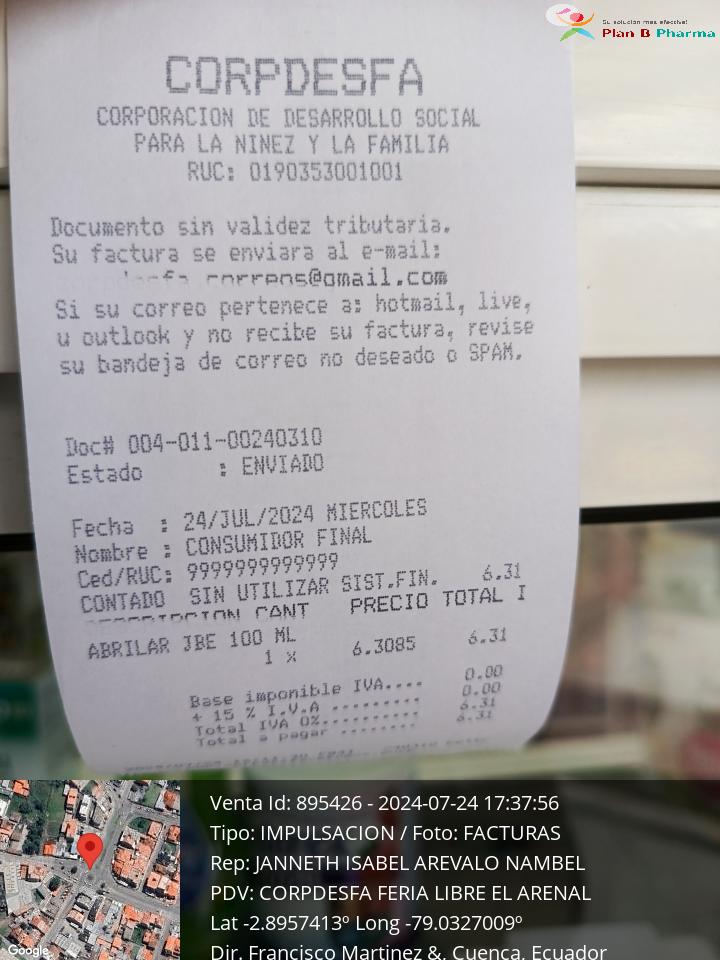 Su solución más efectiva!
Plan B Pharma
CORPDESFA
CORPORACION DE DESARROLLO SOCIAL
PARA LA NINEZ Y LA FAMILIA
RUC: 0190353001001
Documento sin validez tributaria.
Su factura se enviara al e-mail:
correos@gmail.com
Si su correo pertenece a: hotmail, live,
u outlook y no recibe su factura, revise
su bandeja de correo no deseado o SPAM.
Doc# 004-011-00240310
Estado : ENVIADO
Fecha : 24/JUL/2024 MIERCOLES
Nombre : CONSUMIDOR FINAL
Ced/RUC: 9999999999999
CONTADO SIN UTILIZAR SIST.FIN. 6.31
CANT PRECIO TOTAL I
ABRILAR JBE 100 ML
1 x 6.3085 6.31
Base imponible IVA.... 0.00
+ 15 % I.V.A ......... 0.00
Total IVA 0%.......... 6.31
Total a pagar ........ 6.31
Venta Id: 895426 - 2024-07-24 17:37:56
Tipo: IMPULSACION / Foto: FACTURAS
Rep: JANNETH ISABEL AREVALO NAMBEL
PDV: CORPDESFA FERIA LIBRE EL ARENAL
Lat -2.8957413º Long -79.0327009º
Dir. Francisco Martinez &, Cuenca, Ecuador
Google